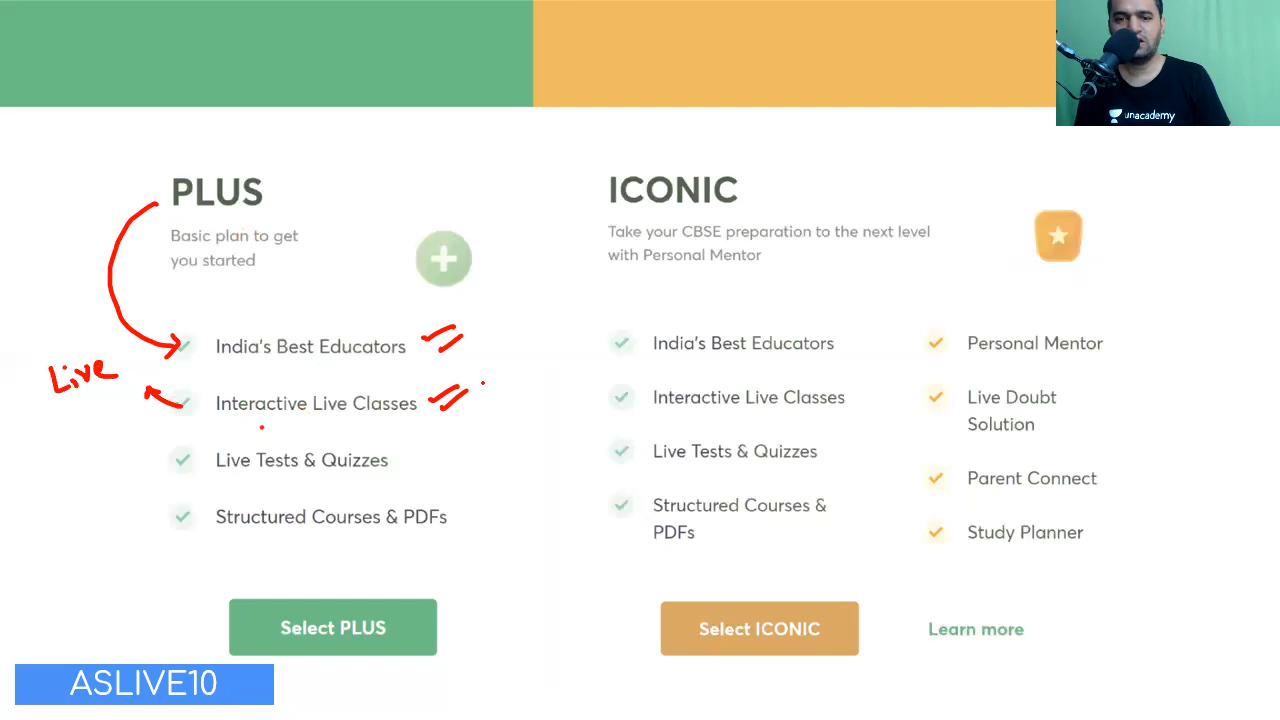 unacademy
PLUS
Basic plan to get
you started
India's Best Educators
Live
Interactive Live Classes
Live Tests & Quizzes
Structured Courses & PDFs
Select PLUS
ICONIC
Take your CBSE preparation to the next level
with Personal Mentor
India's Best Educators
Interactive Live Classes
Live Tests & Quizzes
Structured Courses &
PDFs
Personal Mentor
Live Doubt
Solution
Parent Connect
Study Planner
Select ICONIC
Learn more
ASLIVE10